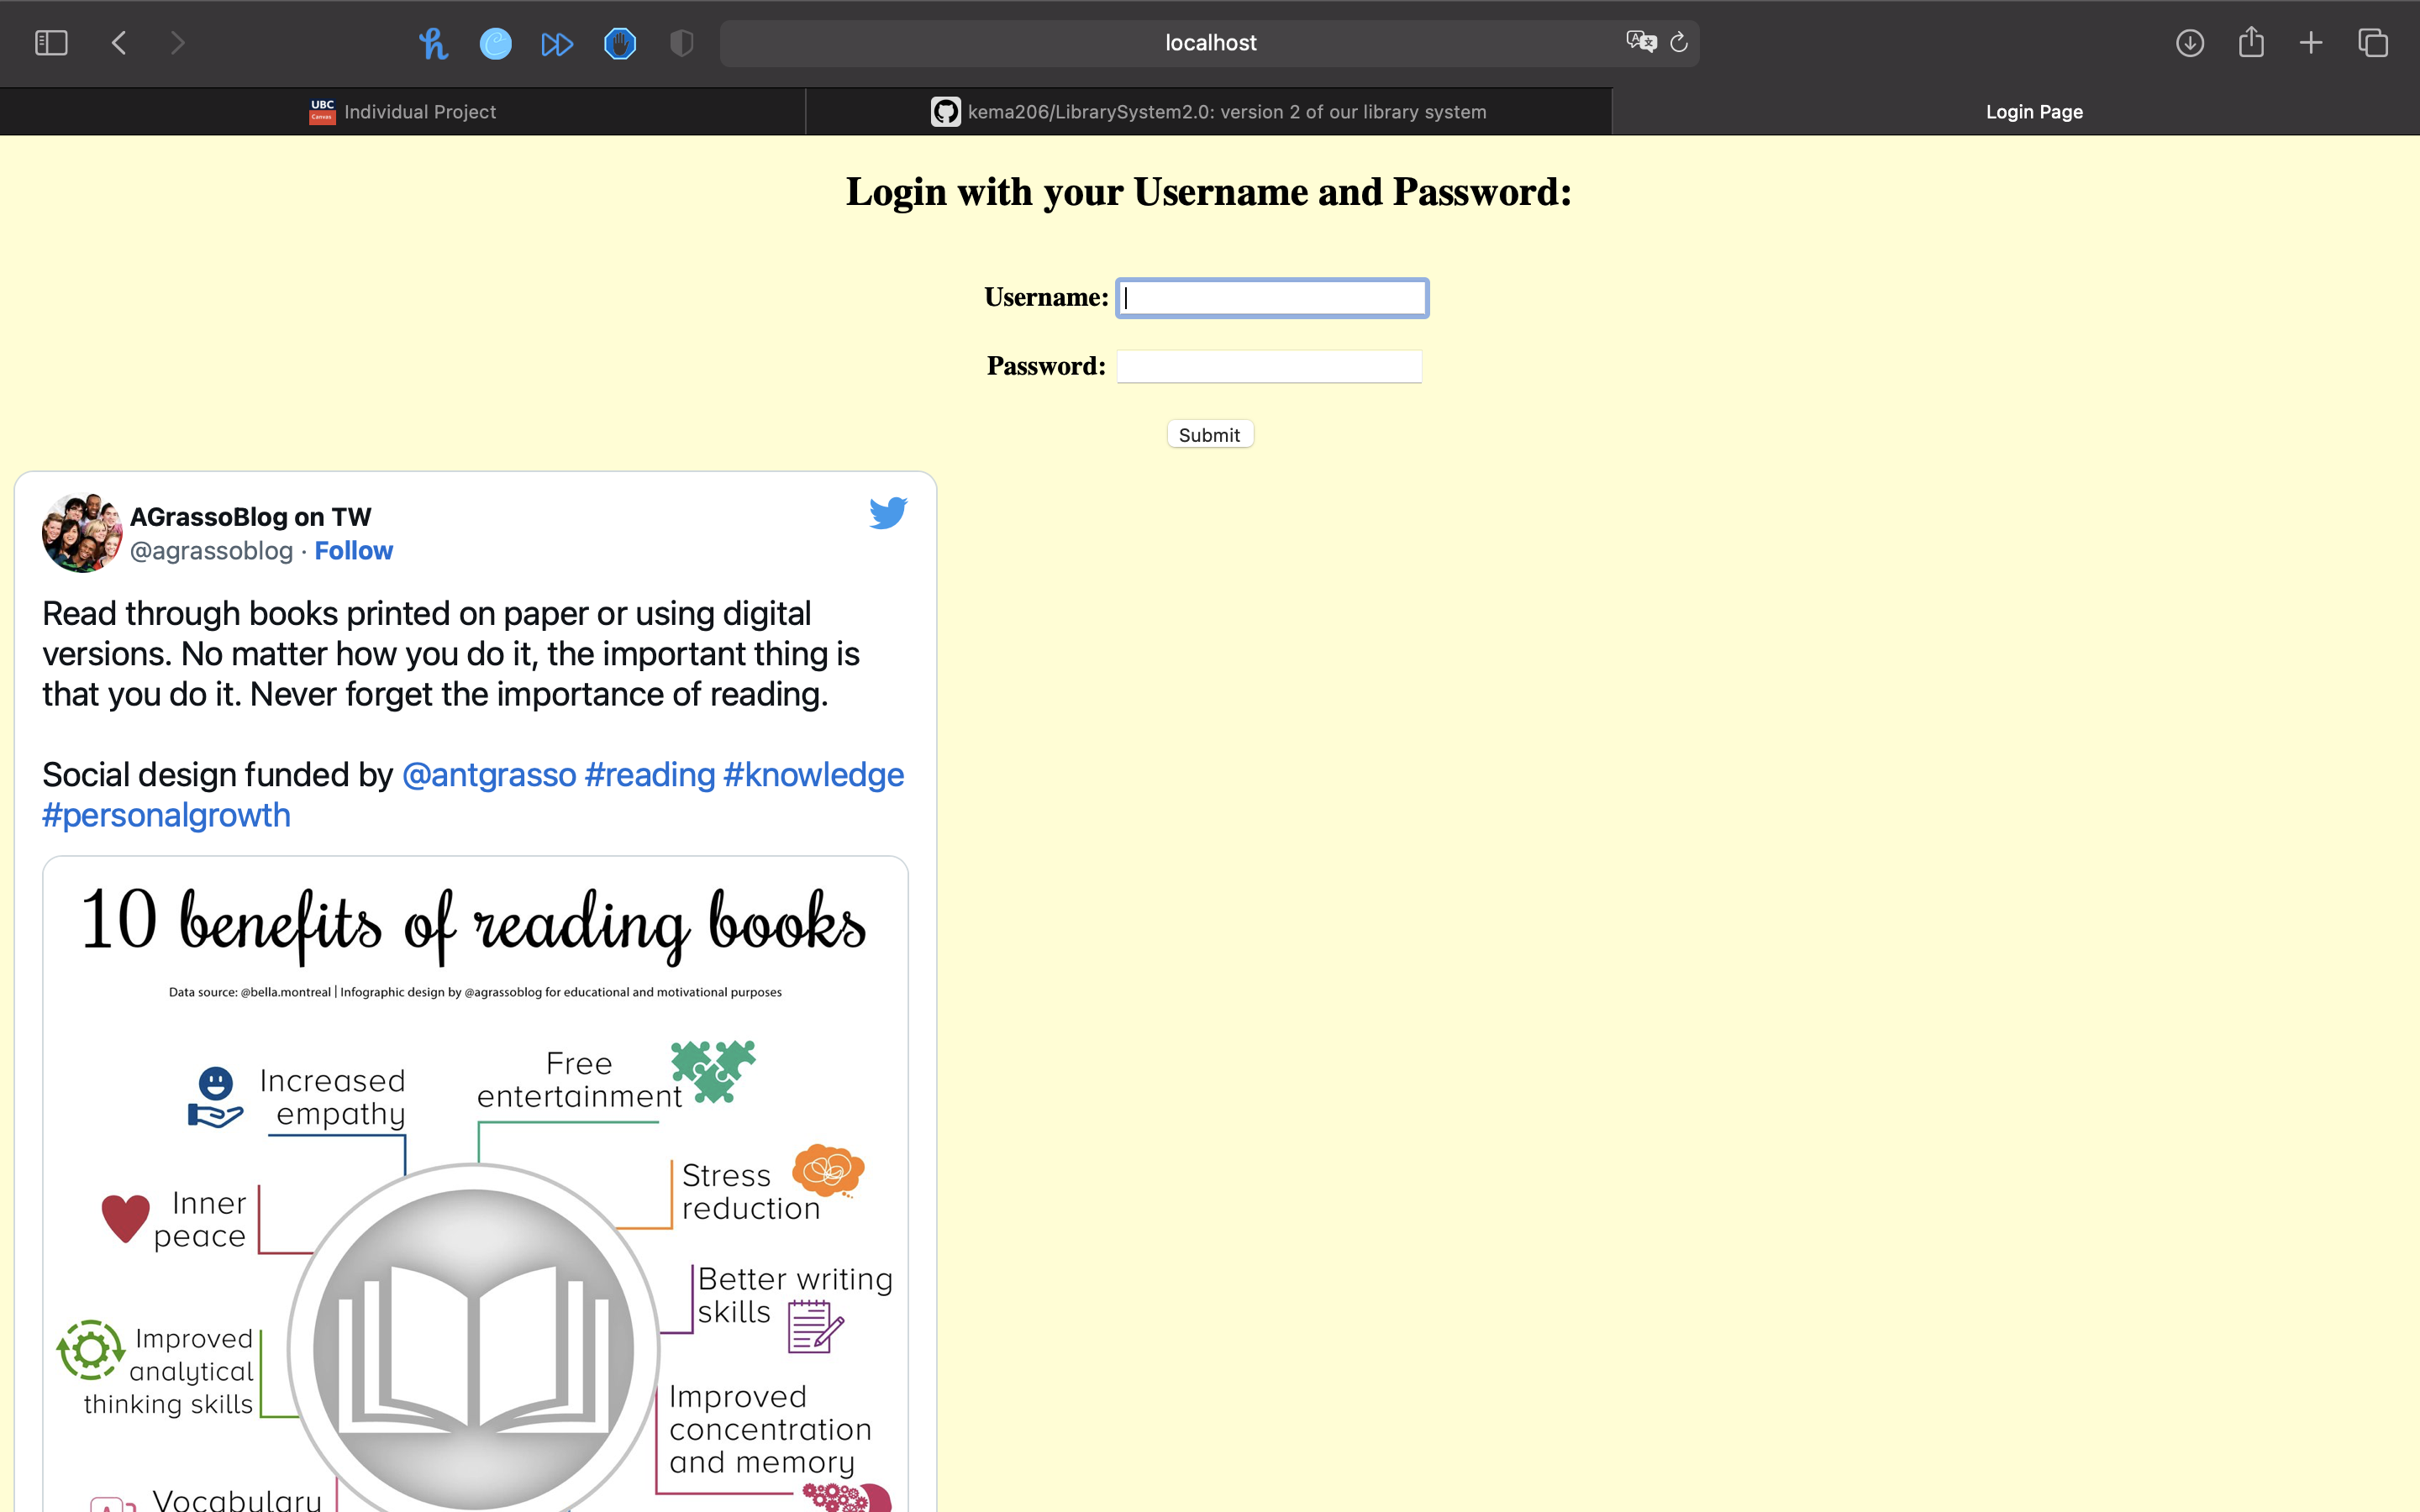 localhost
UBC
Canvas
Individual Project
kema206/LibrarySystem2.0: version 2 of our library system
Login Page
Login with your Username and Password:
Username:
Password:
Submit
AGrassoBlog on TW
@agrassoblog · Follow
Read through books printed on paper or using digital
versions. No matter how you do it, the important thing is
that you do it. Never forget the importance of reading.
Social design funded by @antgrasso #reading #knowledge
#personalgrowth
10 benefits of reading books
Data source: @bella.montreal | Infographic design by @agrassoblog for educational and motivational purposes
Increased
empathy
Free
entertainment
Stress
reduction
Inner
peace
Better writing
skills
Improved
analytical
thinking skills
Improved
concentration
and memory
Vocabulary